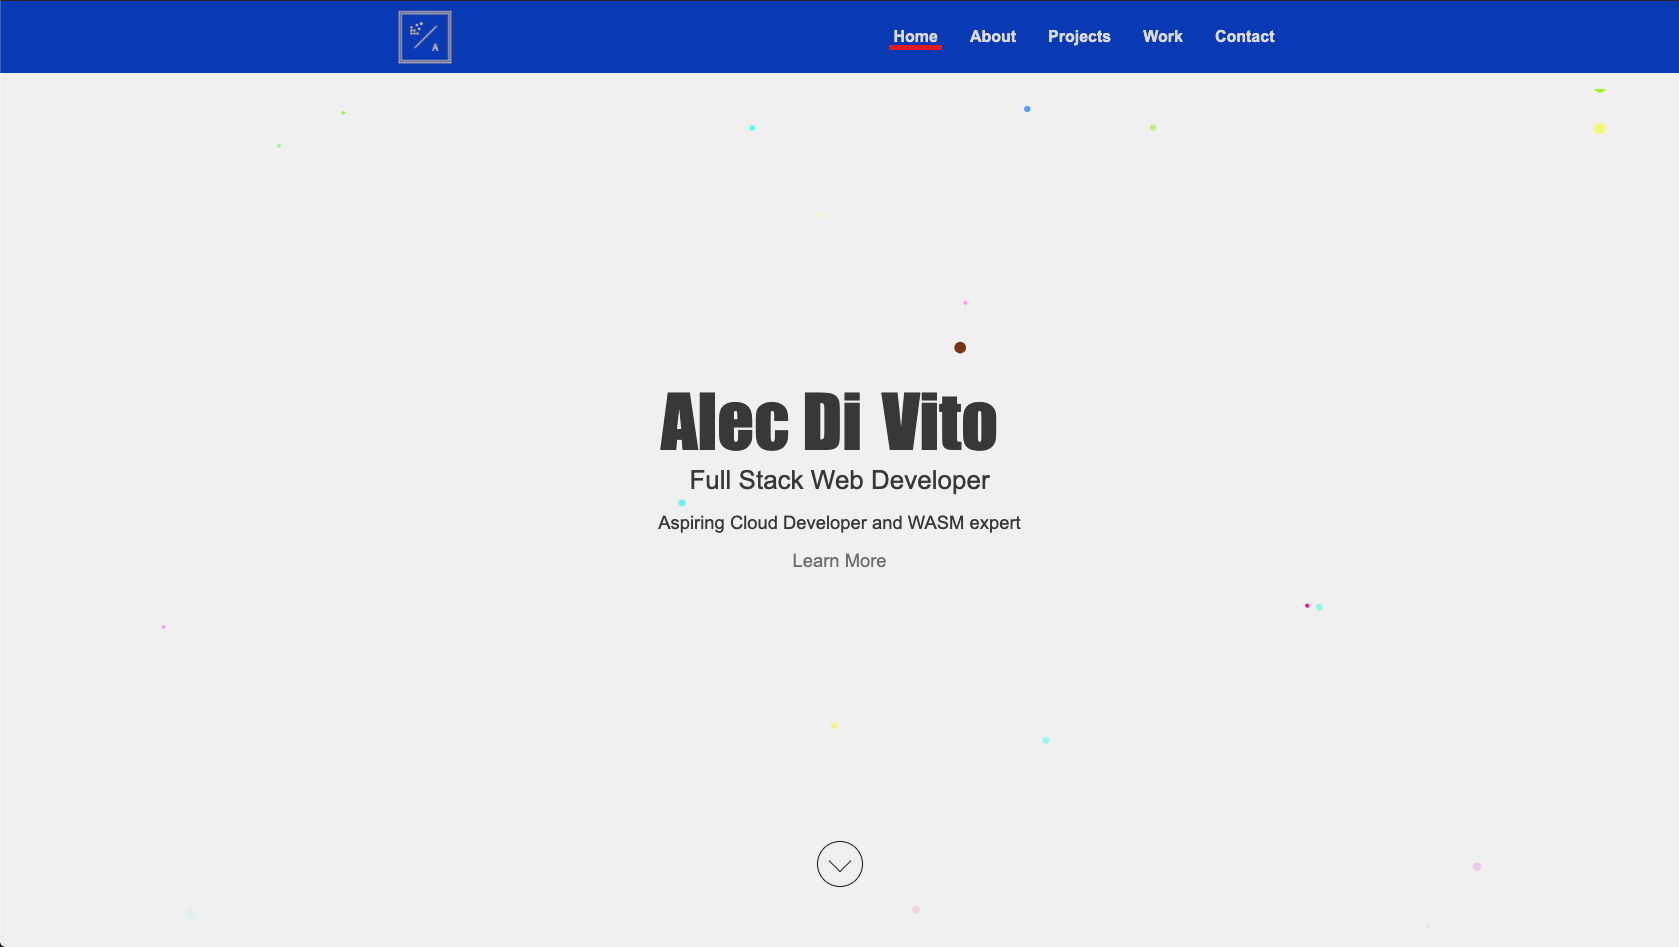 A
Home About Projects Work Contact
Alec Di Vito
Full Stack Web Developer
Aspiring Cloud Developer and WASM expert
Learn More